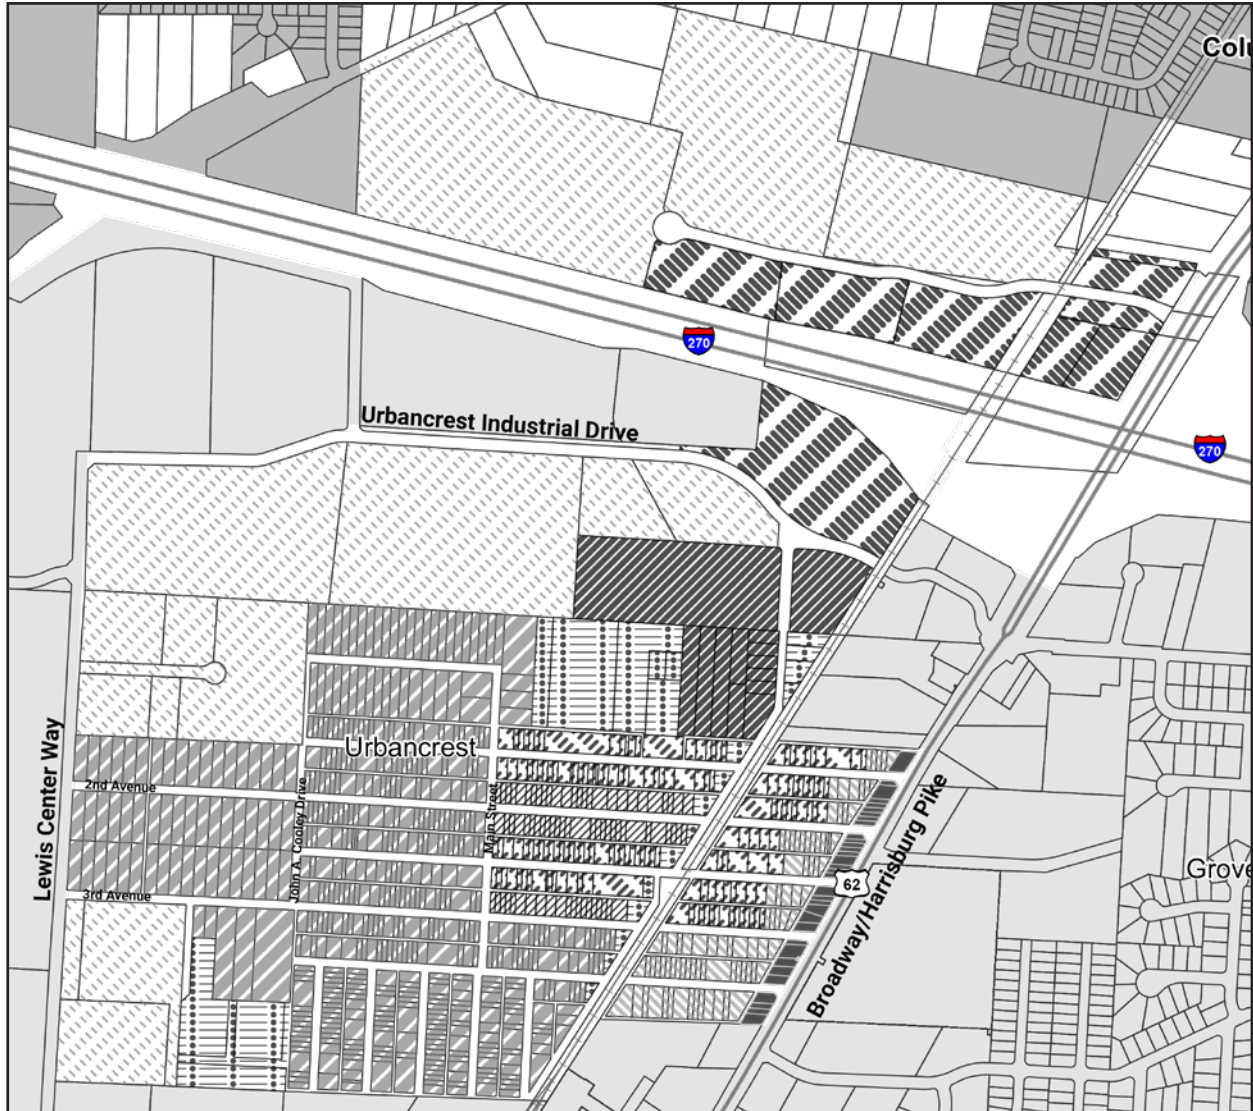 Colu
270
Urbancrest Industrial Drive
270
Lewis Center Way
Urbancrest
2nd Avenue
John A. Cooley Drive
Main Street
Broadway/Harrisburg Pike
62
Grove
3rd Avenue